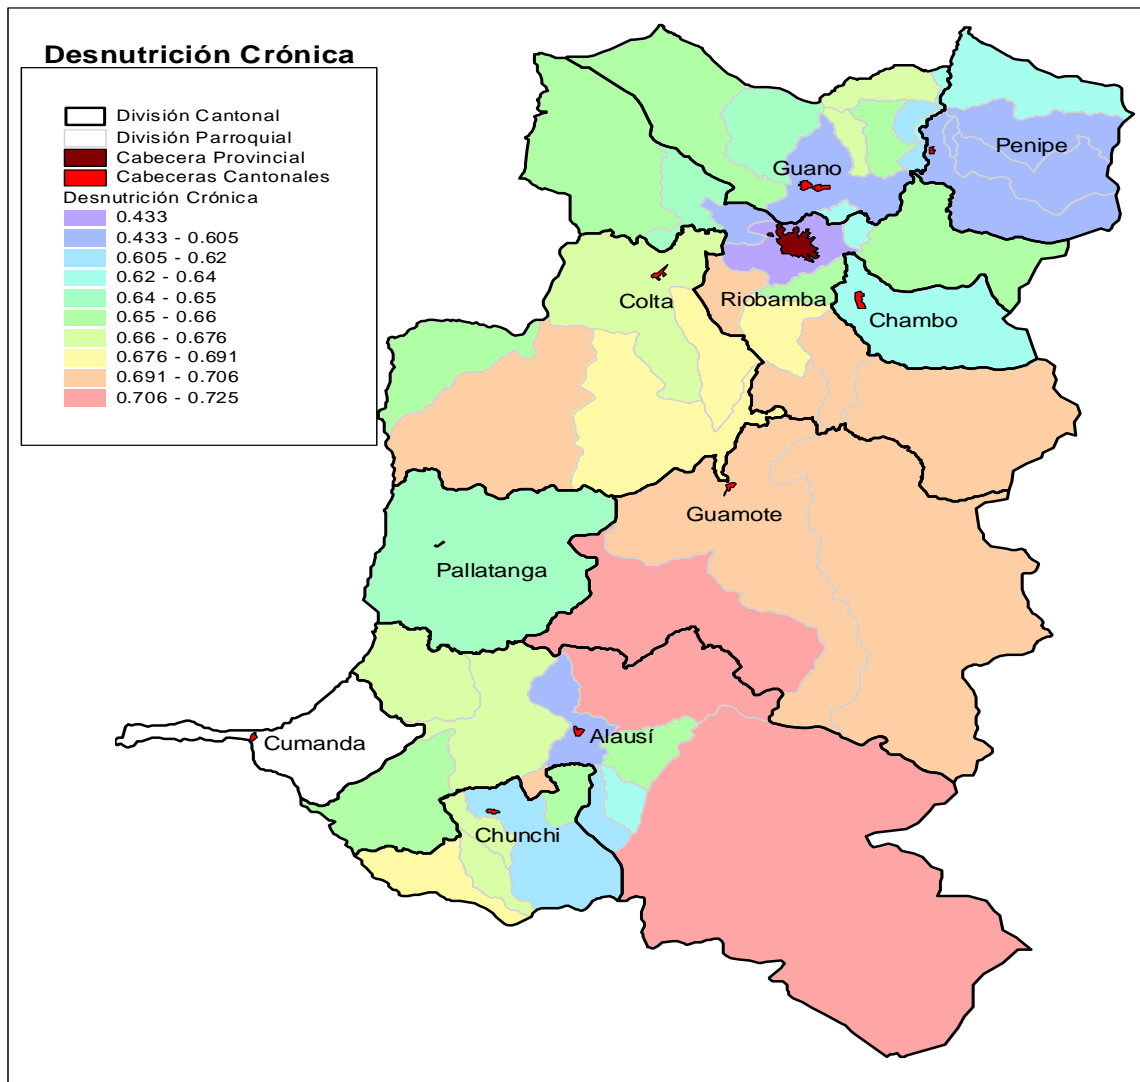 Desnutrición Crónica
División Cantonal
División Parroquial
Cabecera Provincial
Cabeceras Cantonales
Desnutrición Crónica
0.433
0.433 - 0.605
0.605 - 0.62
0.62 - 0.64
0.64 - 0.65
0.65 - 0.66
0.66 - 0.676
0.676 - 0.691
0.691 - 0.706
0.706 - 0.725
Penipe
Guano
Colta
Riobamba
Chambo
Guamote
Pallatanga
Cumanda
Alausí
Chunchi